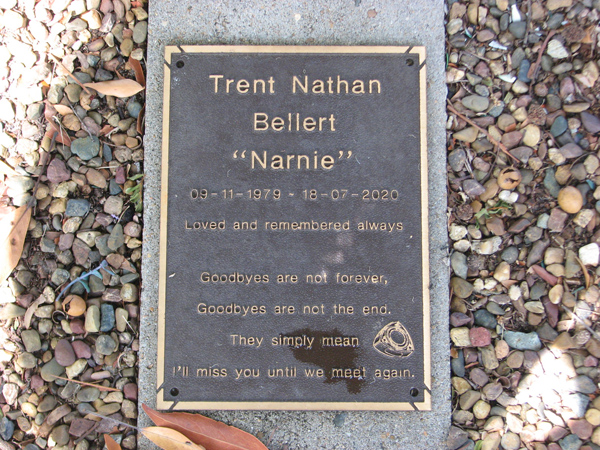 Trent Nathan
Bellert
"Narnie"
09-11-1979 - 18-07-2020
Loved and remembered always
Goodbyes are not forever,
Goodbyes are not the end.
They simply mean
I'll miss you until we meet again.